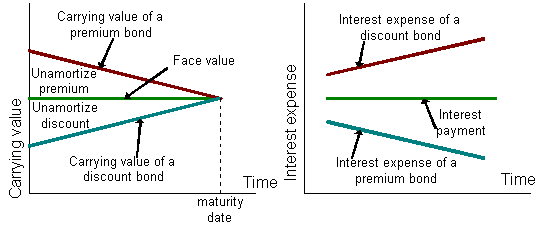 Carrying value of a
premium bond
Unamortize
premium
Face value
Unamortize
discount
Carrying value of a
discount bond
Carrying value
Time
maturity
date
Interest expense of a
discount bond
Interest
payment
Interest expense of a
premium bond
Interest expense
Time